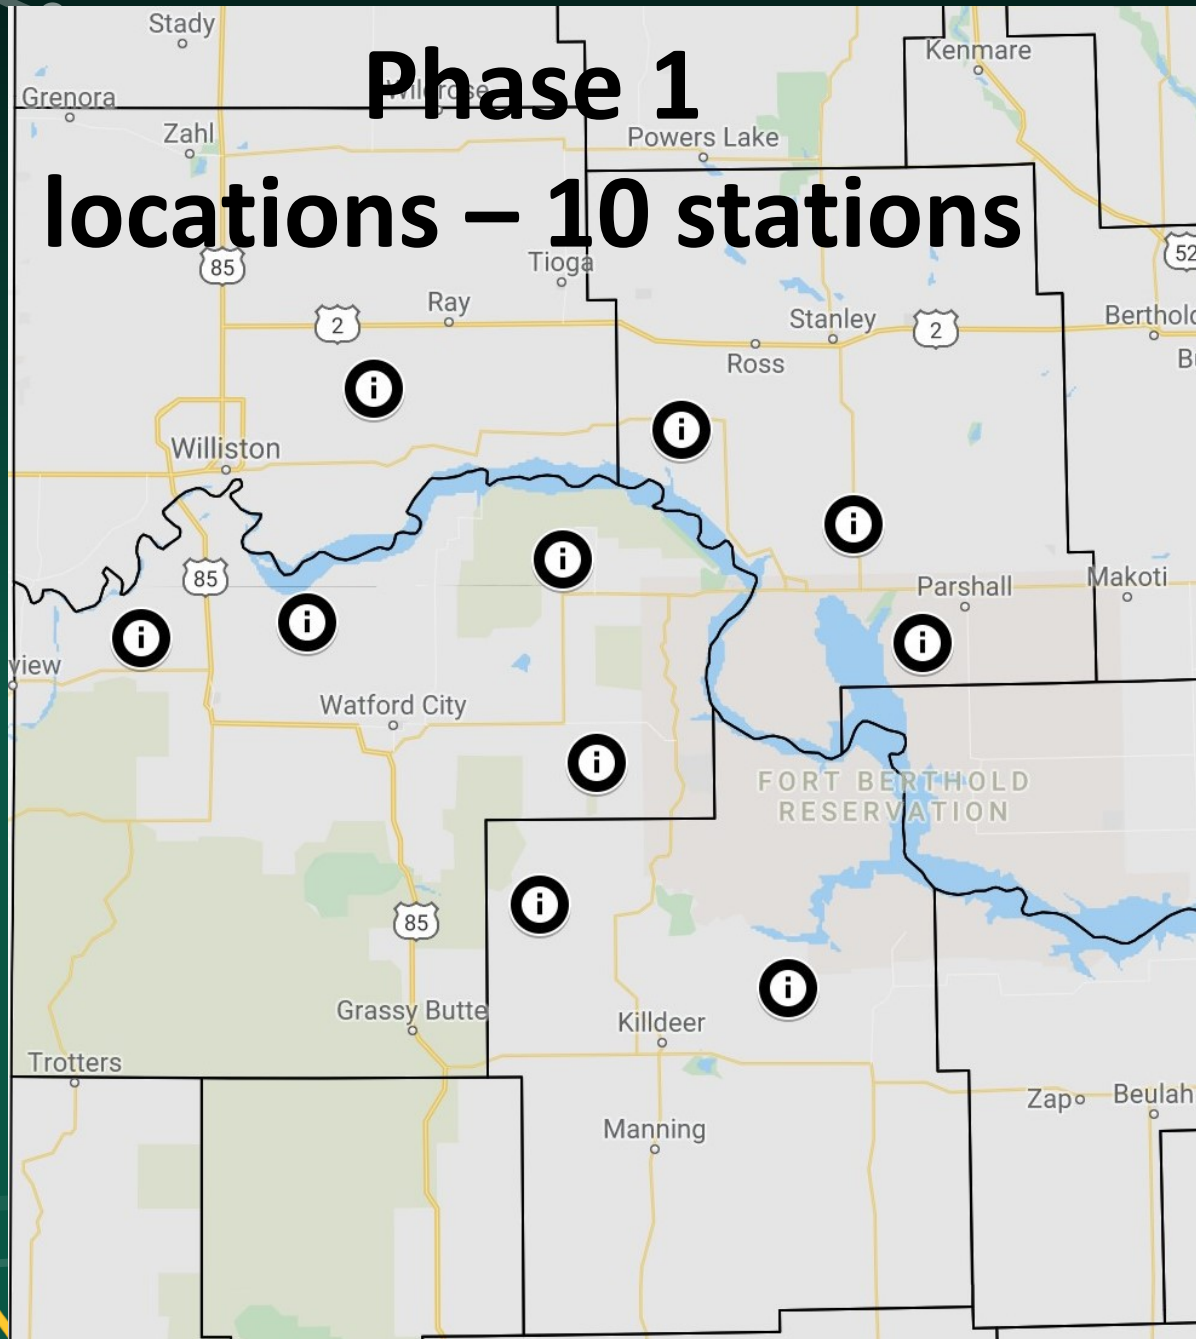 Stady
Phase 1
Kenmare
Grenora
Wildrose
Zahl
Powers Lake
locations – 10 stations
85
Tioga
52
Ray
2
Stanley
2
Berthold
Ross
B
i
i
Williston
i
i
85
Parshall
Makoti
i
i
i
view
Watford City
i
FORT BERTHOLD
RESERVATION
i
85
i
Grassy Butte
Killdeer
Trotters
Zap
Beulah
Manning